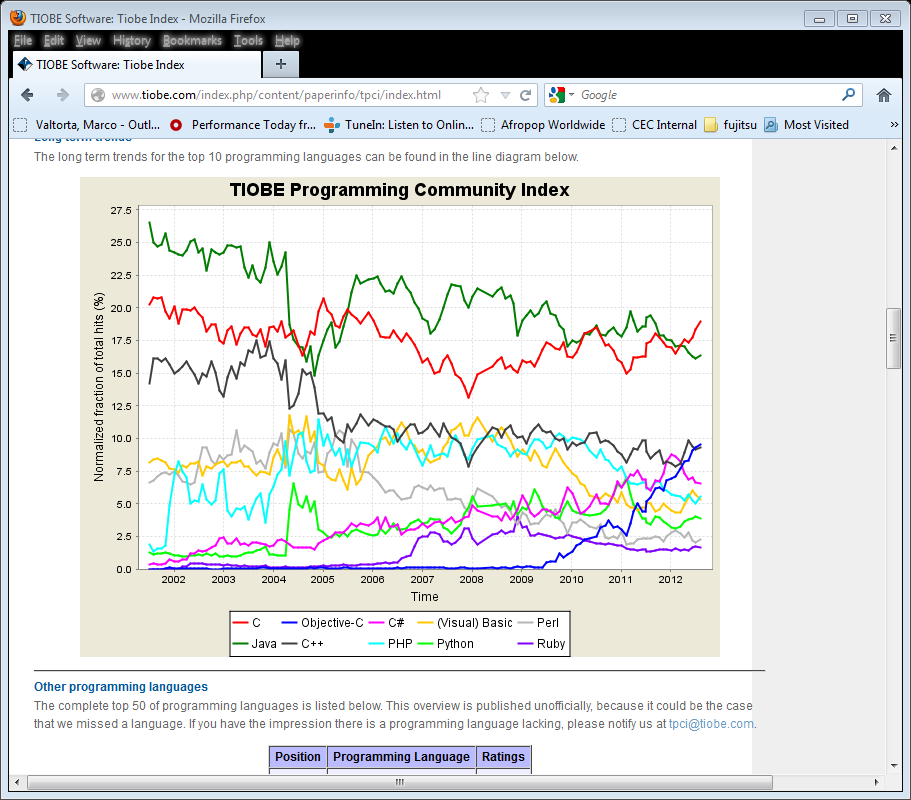 TIOBE Software: Tiobe Index - Mozilla Firefox
File Edit View History Bookmarks Tools Help
TIOBE Software: Tiobe Index
www.tiobe.com/index.php/content/paperinfo/tpci/index.html
Google
Valtorta, Marco - Outl... Performance Today fr... TuneIn: Listen to Onlin... Afropop Worldwide CEC Internal fujitsu Most Visited »
Long term trends
The long term trends for the top 10 programming languages can be found in the line diagram below.
TIOBE Programming Community Index
Normalized fraction of total hits (%)
27.5
25.0
22.5
20.0
17.5
15.0
12.5
10.0
7.5
5.0
2.5
0.0
2002 2003 2004 2005 2006 2007 2008 2009 2010 2011 2012
Time
C Objective-C C# (Visual) Basic Perl
Java C++ PHP Python Ruby
Other programming languages
The complete top 50 of programming languages is listed below. This overview is published unofficially, because it could be the case
that we missed a language. If you have the impression there is a programming language lacking, please notify us at tpci@tiobe.com.
Position Programming Language Ratings